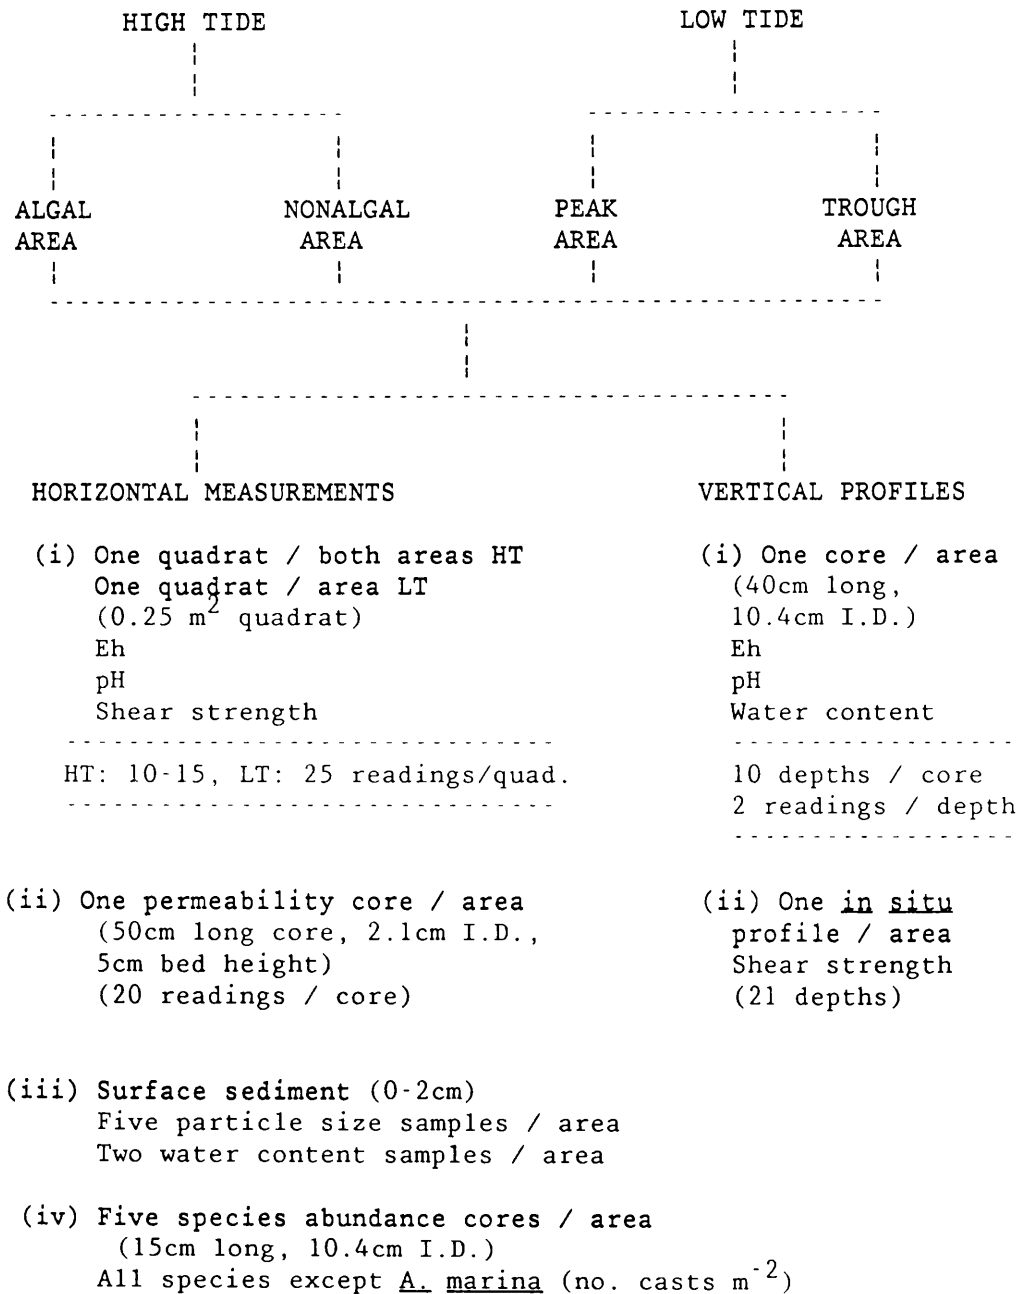 HIGH TIDE
LOW TIDE
ALGAL AREA
NONALGAL AREA
PEAK AREA
TROUGH AREA
HORIZONTAL MEASUREMENTS
(i) One quadrat / both areas HT
One quadrat / area LT
(0.25 m² quadrat)
Eh
pH
Shear strength
HT: 10-15, LT: 25 readings/quad.
(ii) One permeability core / area
(50cm long core, 2.1cm I.D.,
5cm bed height)
(20 readings / core)
(iii) Surface sediment (0-2cm)
Five particle size samples / area
Two water content samples / area
(iv) Five species abundance cores / area
(15cm long, 10.4cm I.D.)
All species except A. marina (no. casts m⁻²)
VERTICAL PROFILES
(i) One core / area
(40cm long,
10.4cm I.D.)
Eh
pH
Water content
10 depths / core
2 readings / depth
(ii) One in situ
profile / area
Shear strength
(21 depths)